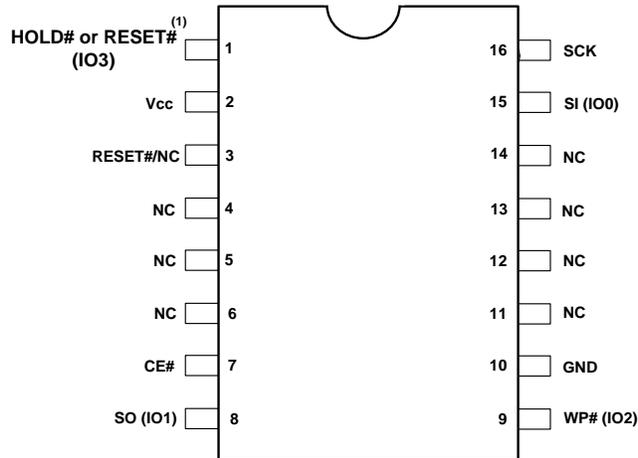 HOLD# or RESET# (1)
(IO3)
1
16
SCK
Vcc
2
15
SI (IO0)
RESET#/NC
3
14
NC
NC
4
13
NC
NC
5
12
NC
NC
6
11
NC
CE#
7
10
GND
SO (IO1)
8
9
WP# (IO2)